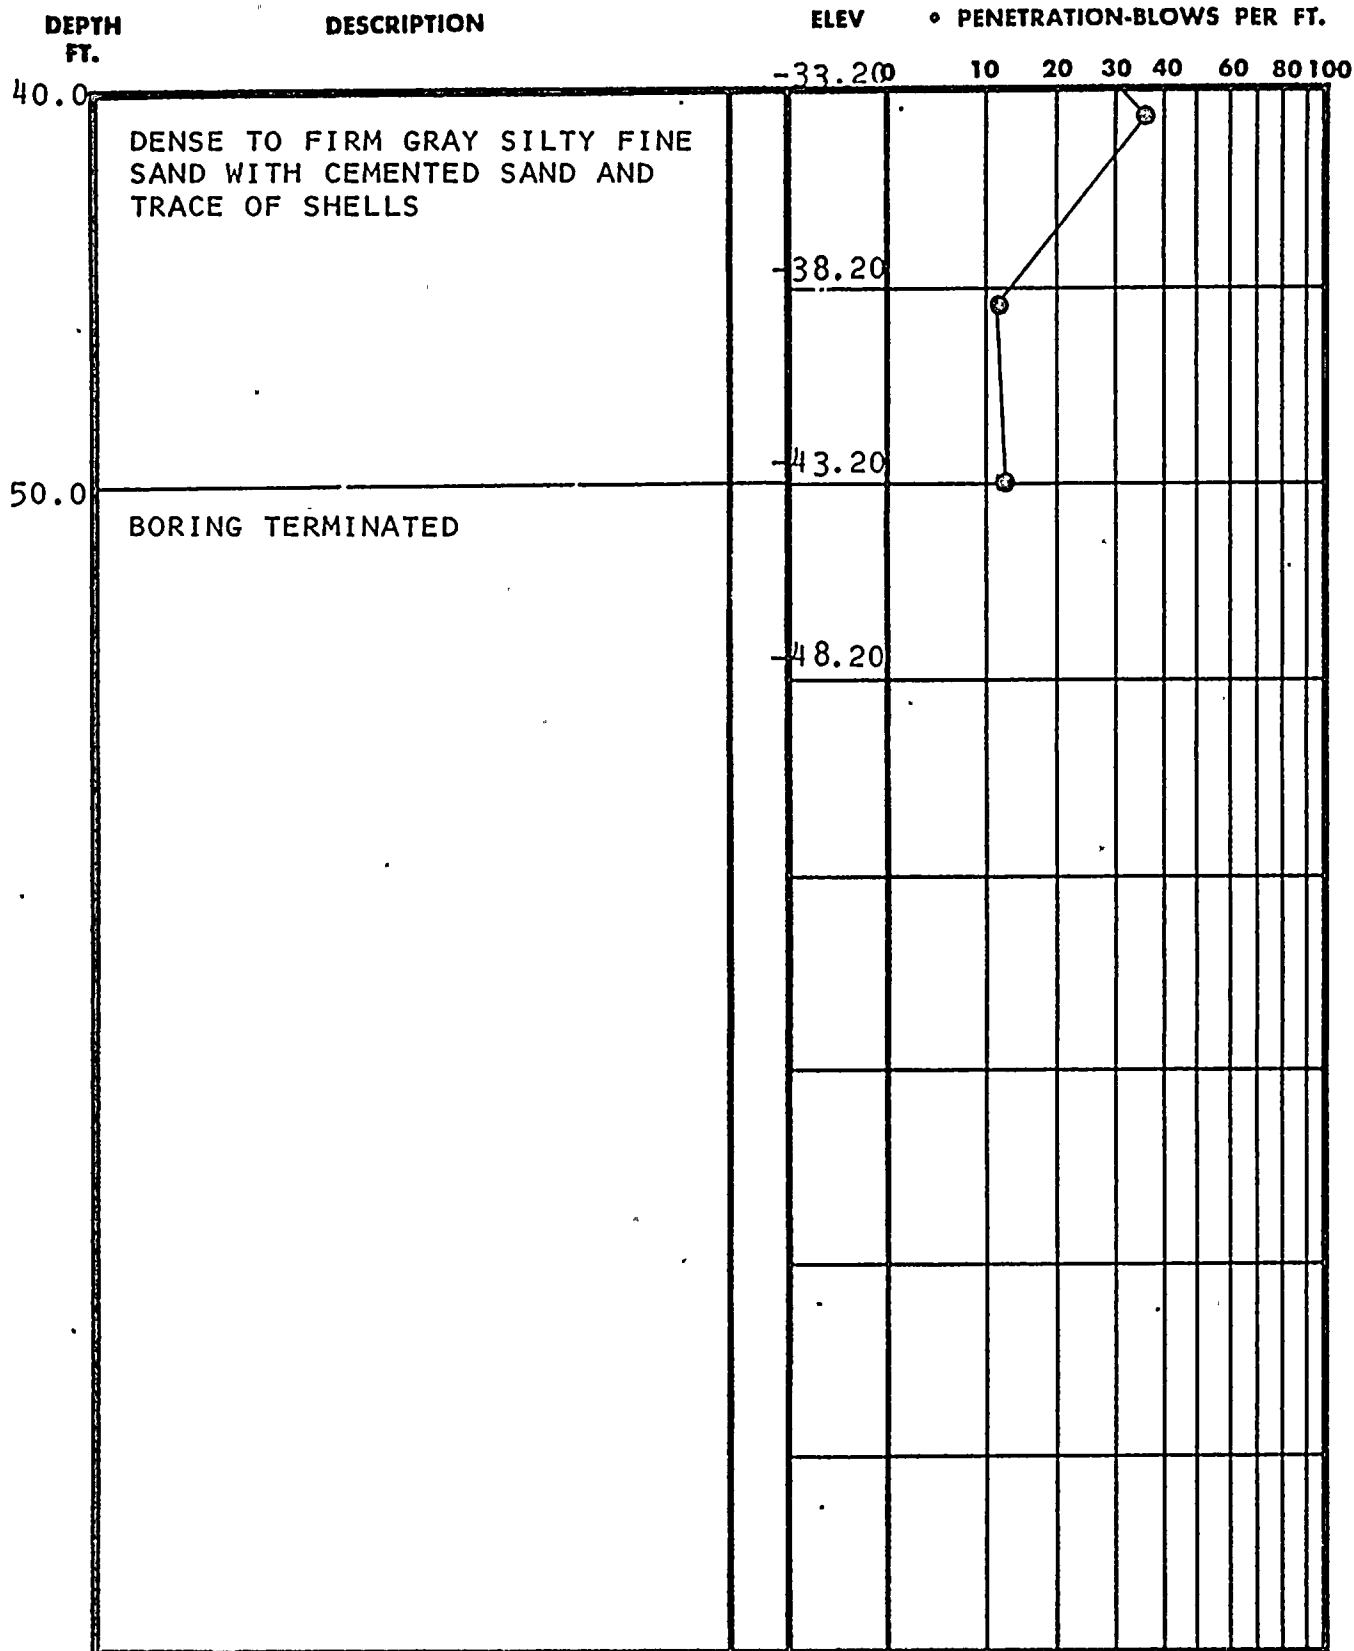 DEPTH FT. DESCRIPTION ELEV • PENETRATION-BLOWS PER FT.
-33.20 0 10 20 30 40 60 80 100
40.0
DENSE TO FIRM GRAY SILTY FINE
SAND WITH CEMENTED SAND AND
TRACE OF SHELLS
-38.20
-43.20
50.0
BORING TERMINATED
-48.20